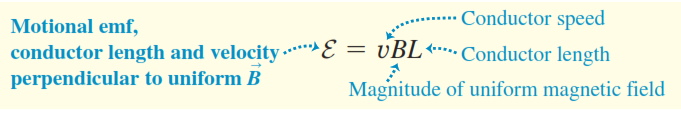 Motional emf,
conductor length and velocity
perpendicular to uniform B⃗
ℰ = vBL
Conductor speed
Conductor length
Magnitude of uniform magnetic field